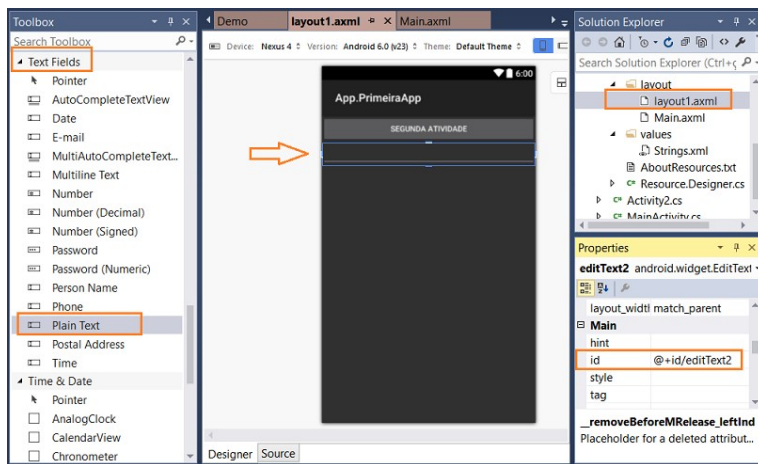 Toolbox
Search Toolbox
Text Fields
Pointer
AutoCompleteTextView
Date
E-mail
MultiAutoCompleteText...
Multiline Text
Number
Number (Decimal)
Number (Signed)
Password
Password (Numeric)
Person Name
Phone
Plain Text
Postal Address
Time
Time & Date
Pointer
AnalogClock
CalendarView
Chronometer
Demo layout1.axml Main.axml
Device: Nexus 4 Version: Android 6.0 (v23) Theme: Default Theme
6:00
App.PrimeiraApp
SEGUNDA ATIVIDADE
Designer Source
Solution Explorer
Search Solution Explorer (Ctrl+ç
layout
layout1.axml
Main.axml
values
Strings.xml
AboutResources.txt
C# Resource.Designer.cs
C# Activity2.cs
C# MainActivity.cs
Properties
editText2 android.widget.EditText
layout_widtl match_parent
Main
hint
id @+id/editText2
style
tag
__removeBeforeMRelease_leftInd
Placeholder for a deleted attribut...